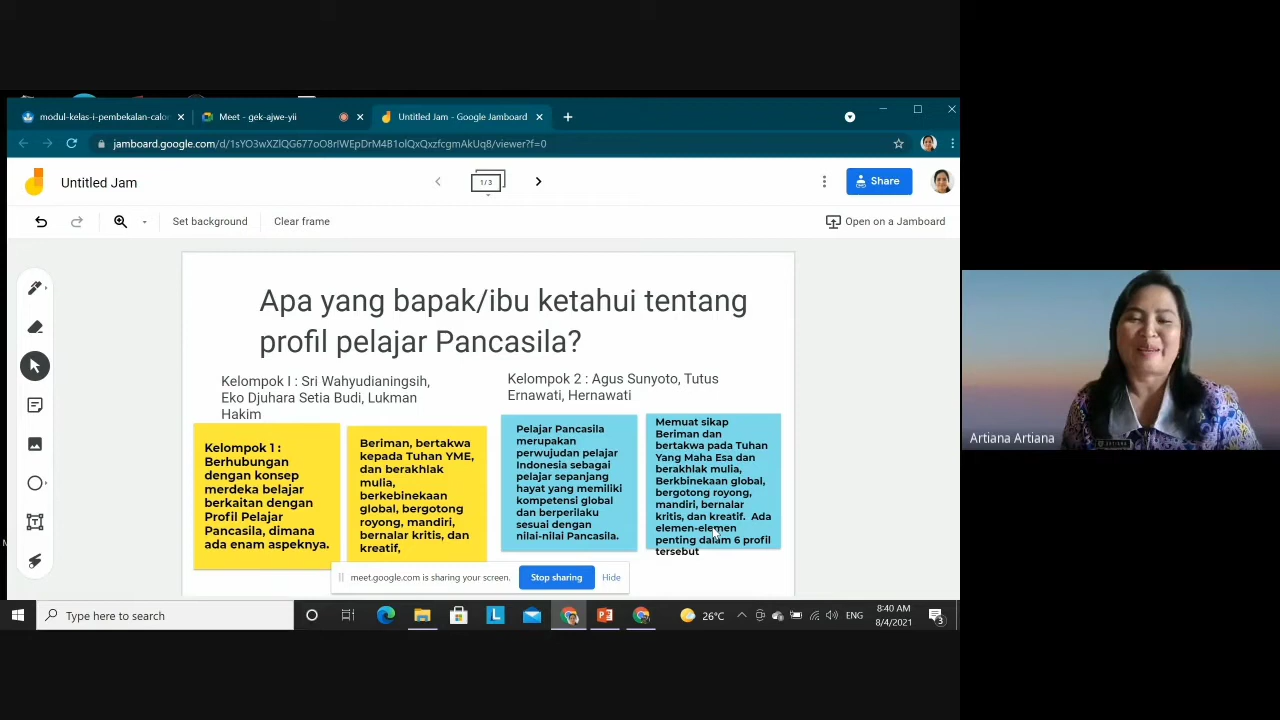 modul-kelas-i-pembekalan-calor
Meet - gek-ajwe-yii
Untitled Jam - Google Jamboard
Untitled Jam
1/3
Share
Set background
Clear frame
Open on a Jamboard
Apa yang bapak/ibu ketahui tentang
profil pelajar Pancasila?
Kelompok I : Sri Wahyudianingsih,
Eko Djuhara Setia Budi, Lukman
Hakim
Kelompok 2 : Agus Sunyoto, Tutus
Ernawati, Hernawati
Kelompok 1 :
Berhubungan
dengan konsep
merdeka belajar
berkaitan dengan
Profil Pelajar
Pancasila, dimana
ada enam aspeknya.
Beriman, bertakwa
kepada Tuhan YME,
dan berakhlak
mulia,
berkebinekaan
global, bergotong
royong, mandiri,
bernalar kritis, dan
kreatif,
Pelajar Pancasila
merupakan
perwujudan pelajar
Indonesia sebagai
pelajar sepanjang
hayat yang memiliki
kompetensi global
dan berperilaku
sesuai dengan
nilai-nilai Pancasila.
Memuat sikap
Beriman dan
bertakwa pada Tuhan
Yang Maha Esa dan
berakhlak mulia,
Berkbinekaan global,
bergotong royong,
mandiri, bernalar
kritis, dan kreatif. Ada
elemen-elemen
penting dalam 6 profil
tersebut
meet.google.com is sharing your screen.
Stop sharing
Hide
Type here to search
26°C
ENG
8:40 AM
8/4/2021
3
Artiana Artiana